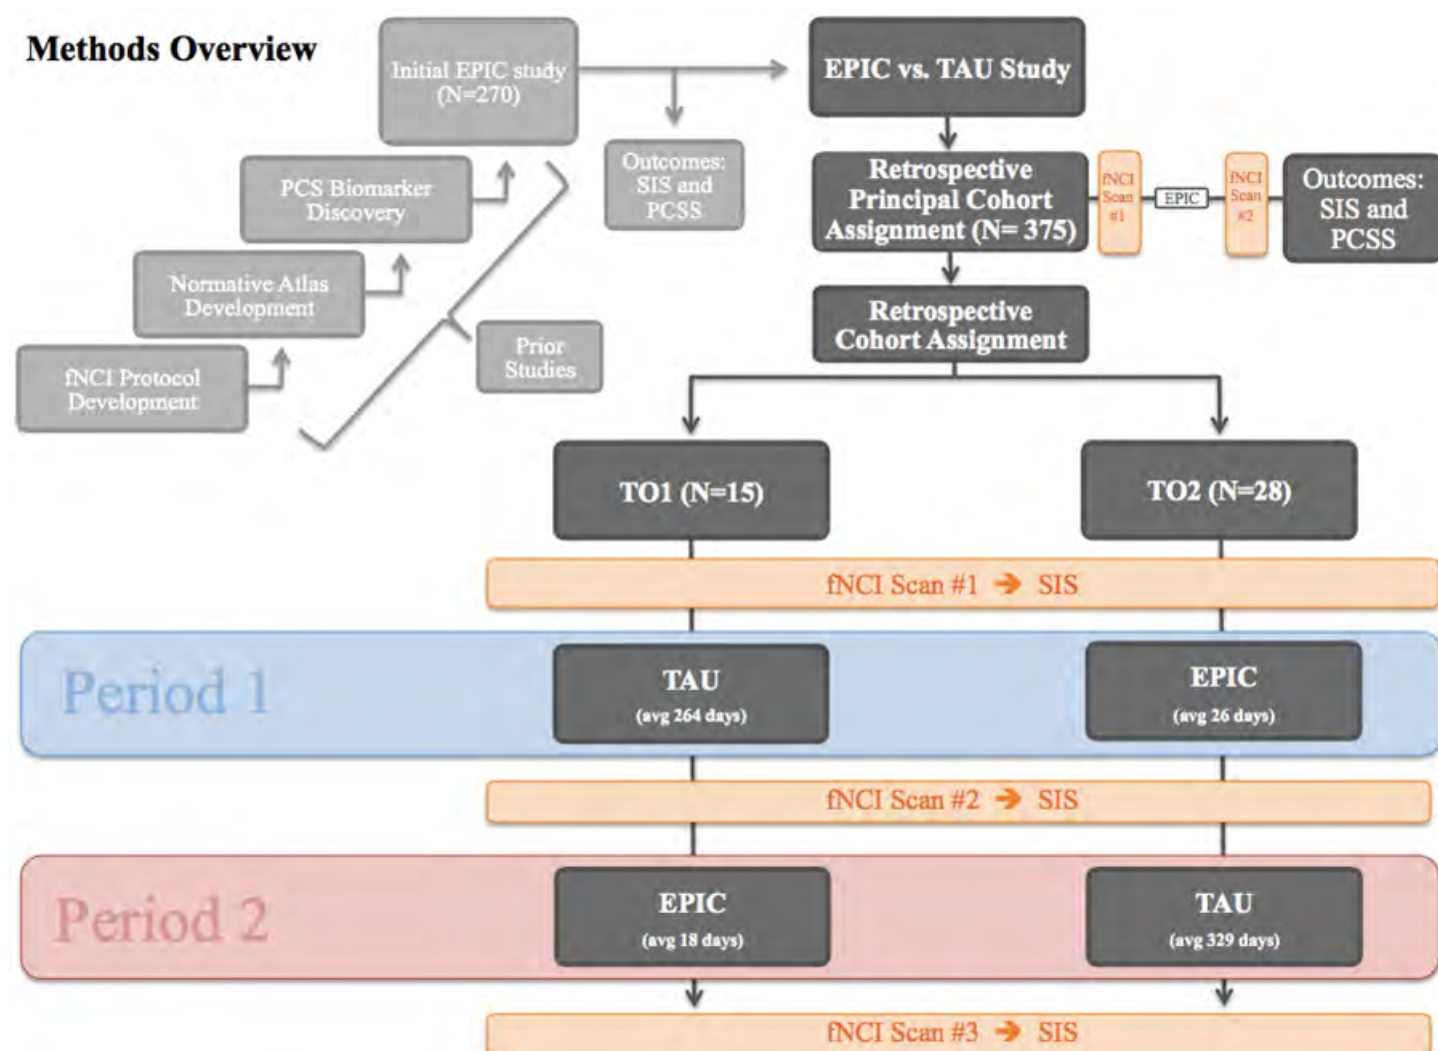 Methods Overview
Initial EPIC study
(N=270)
EPIC vs. TAU Study
Outcomes:
SIS and
PCSS
PCS Biomarker
Discovery
Normative Atlas
Development
fNCI Protocol
Development
Prior
Studies
Retrospective
Principal Cohort
Assignment (N= 375)
fNCI
Scan
#1
EPIC
fNCI
Scan
#2
Outcomes:
SIS and
PCSS
Retrospective
Cohort Assignment
TO1 (N=15)
TO2 (N=28)
fNCI Scan #1 ➔ SIS
Period 1
TAU
(avg 264 days)
EPIC
(avg 26 days)
fNCI Scan #2 ➔ SIS
Period 2
EPIC
(avg 18 days)
TAU
(avg 329 days)
fNCI Scan #3 ➔ SIS